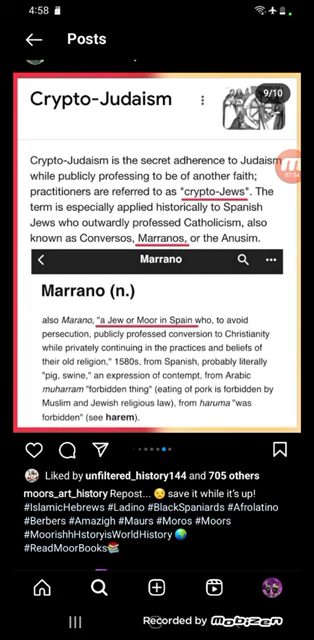 4:58
Posts
9/10
Crypto-Judaism
07:54
Crypto-Judaism is the secret adherence to Judaism
while publicly professing to be of another faith;
practitioners are referred to as "crypto-Jews". The
term is especially applied historically to Spanish
Jews who outwardly professed Catholicism, also
known as Conversos, Marranos, or the Anusim.
Marrano
Marrano (n.)
also Marano, "a Jew or Moor in Spain who, to avoid
persecution, publicly professed conversion to Christianity
while privately continuing in the practices and beliefs of
their old religion," 1580s, from Spanish, probably literally
"pig, swine," an expression of contempt, from Arabic
muharram "forbidden thing" (eating of pork is forbidden by
Muslim and Jewish religious law), from haruma "was
forbidden" (see harem).
Liked by unfiltered_history144 and 705 others
moors_art_history Repost... 😒 save it while it's up!
#IslamicHebrews #Ladino #BlackSpaniards #Afrolatino
#Berbers #Amazigh #Maurs #Moros #Moors
#MoorishhHstoryisWorldHistory 🌍
#ReadMoorBooks📚
Recorded by Mobizen